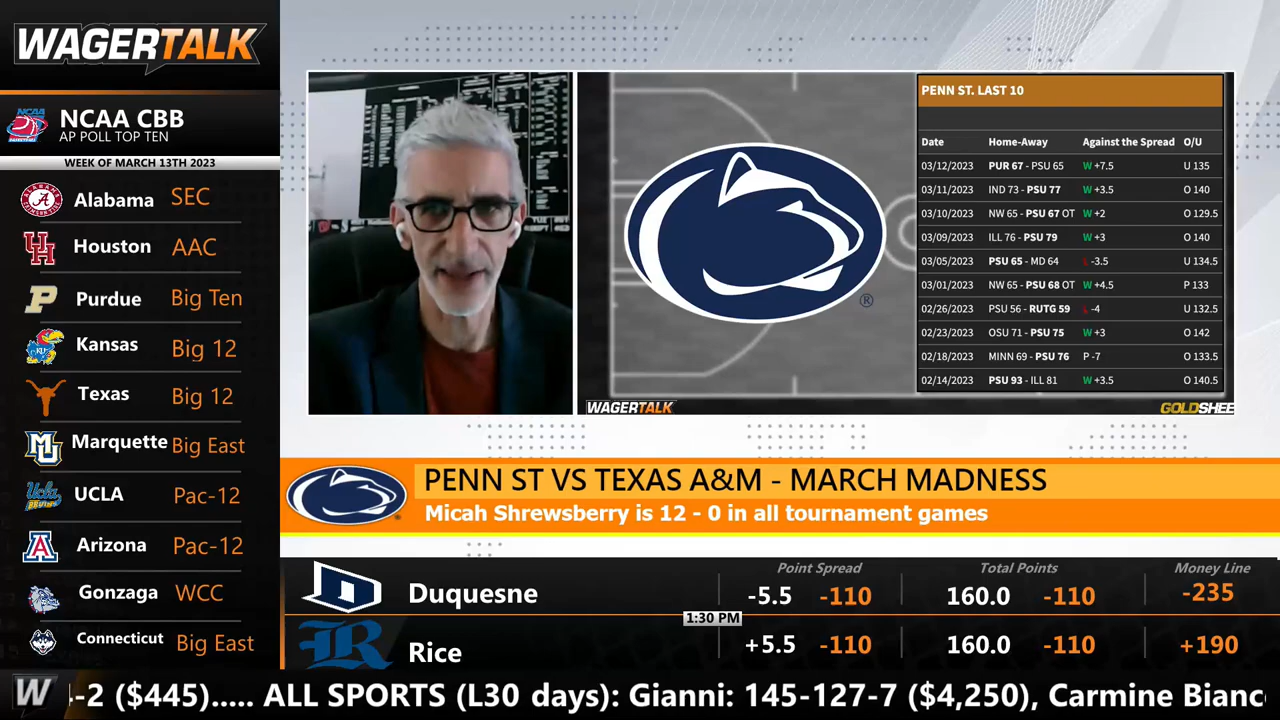 WAGERTALK
NCAA
BASKETBALL
NCAA CBB
AP POLL TOP TEN
WEEK OF MARCH 13TH 2023
Alabama SEC
Houston AAC
Purdue Big Ten
Kansas Big 12
Texas Big 12
Marquette Big East
UCLA Pac-12
Arizona Pac-12
Gonzaga WCC
Connecticut Big East
PENN ST. LAST 10
Date Home-Away Against the Spread O/U
03/12/2023 PUR 67 - PSU 65 W +7.5 U 135
03/11/2023 IND 73 - PSU 77 W +3.5 O 140
03/10/2023 NW 65 - PSU 67 OT W +2 O 129.5
03/09/2023 ILL 76 - PSU 79 W +3 O 140
03/05/2023 PSU 65 - MD 64 L -3.5 U 134.5
03/01/2023 NW 65 - PSU 68 OT W +4.5 P 133
02/26/2023 PSU 56 - RUTG 59 L -4 U 132.5
02/23/2023 OSU 71 - PSU 75 W +3 O 142
02/18/2023 MINN 69 - PSU 76 P -7 O 133.5
02/14/2023 PSU 93 - ILL 81 W +3.5 O 140.5
®
WAGERTALK
GOLDSHEE
PENN ST VS TEXAS A&M - MARCH MADNESS
Micah Shrewsberry is 12 - 0 in all tournament games
Point Spread Total Points Money Line
D Duquesne -5.5 -110 160.0 -110 -235
1:30 PM
R Rice +5.5 -110 160.0 -110 +190
W 4-2 ($445)..... ALL SPORTS (L30 days): Gianni: 145-127-7 ($4,250), Carmine Bianc